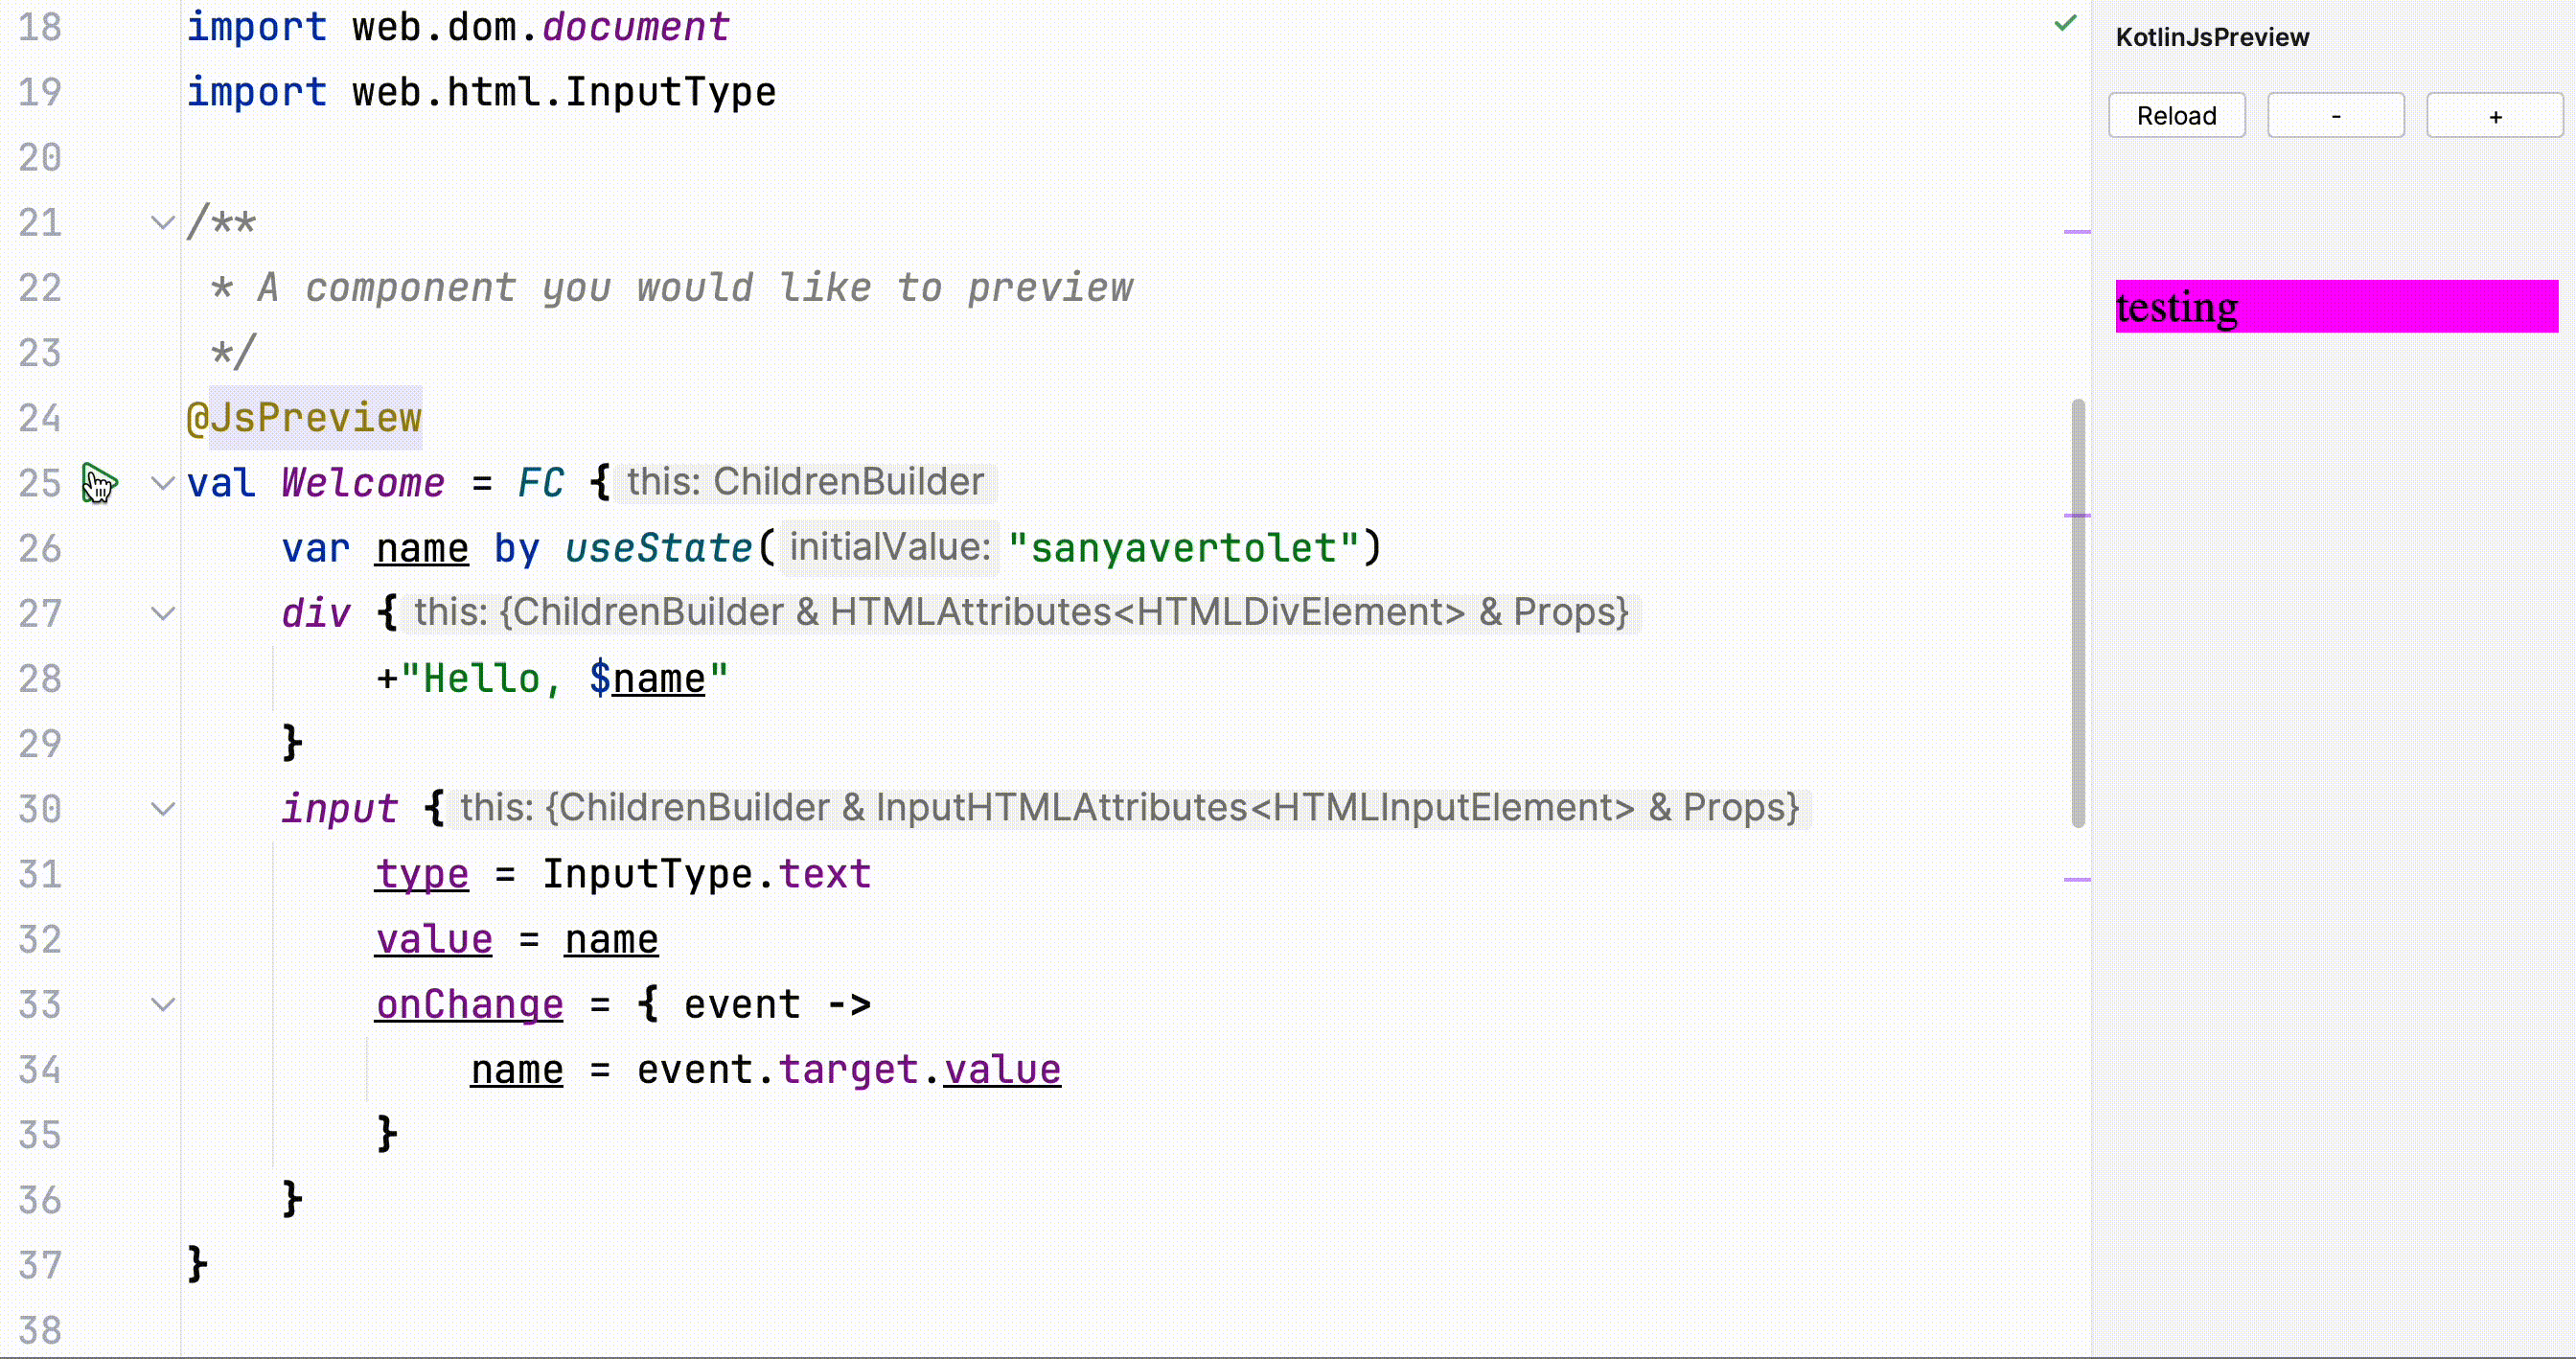 18 import web.dom.document
19 import web.html.InputType
20
21 /**
22 * A component you would like to preview
23 */
24 @JsPreview
25 val Welcome = FC { this: ChildrenBuilder
26 var name by useState( initialValue: "sanyavertolet")
27 div { this: {ChildrenBuilder & HTMLAttributes<HTMLDivElement> & Props}
28 +"Hello, $name"
29 }
30 input { this: {ChildrenBuilder & InputHTMLAttributes<HTMLInputElement> & Props}
31 type = InputType.text
32 value = name
33 onChange = { event ->
34 name = event.target.value
35 }
36 }
37 }
38
KotlinJsPreview
Reload - +
testing